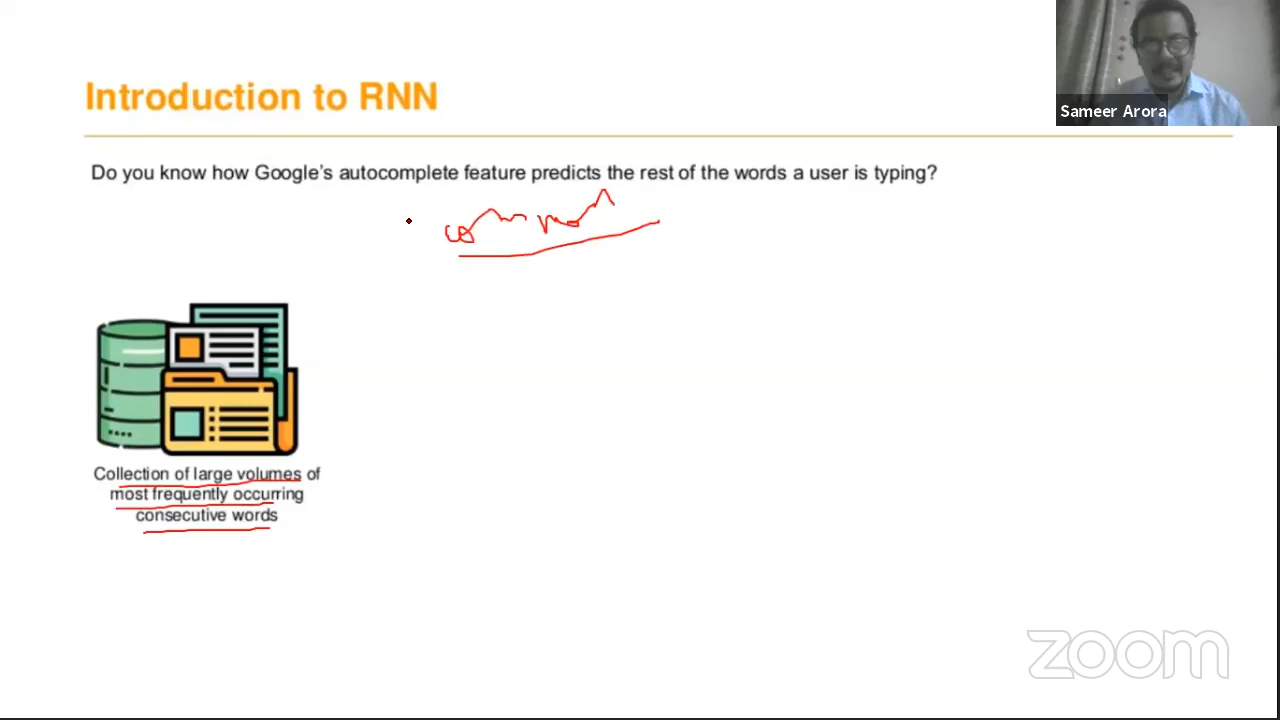 Introduction to RNN
Sameer Arora
Do you know how Google's autocomplete feature predicts the rest of the words a user is typing?
Collection of large volumes of
most frequently occurring
consecutive words
zoom